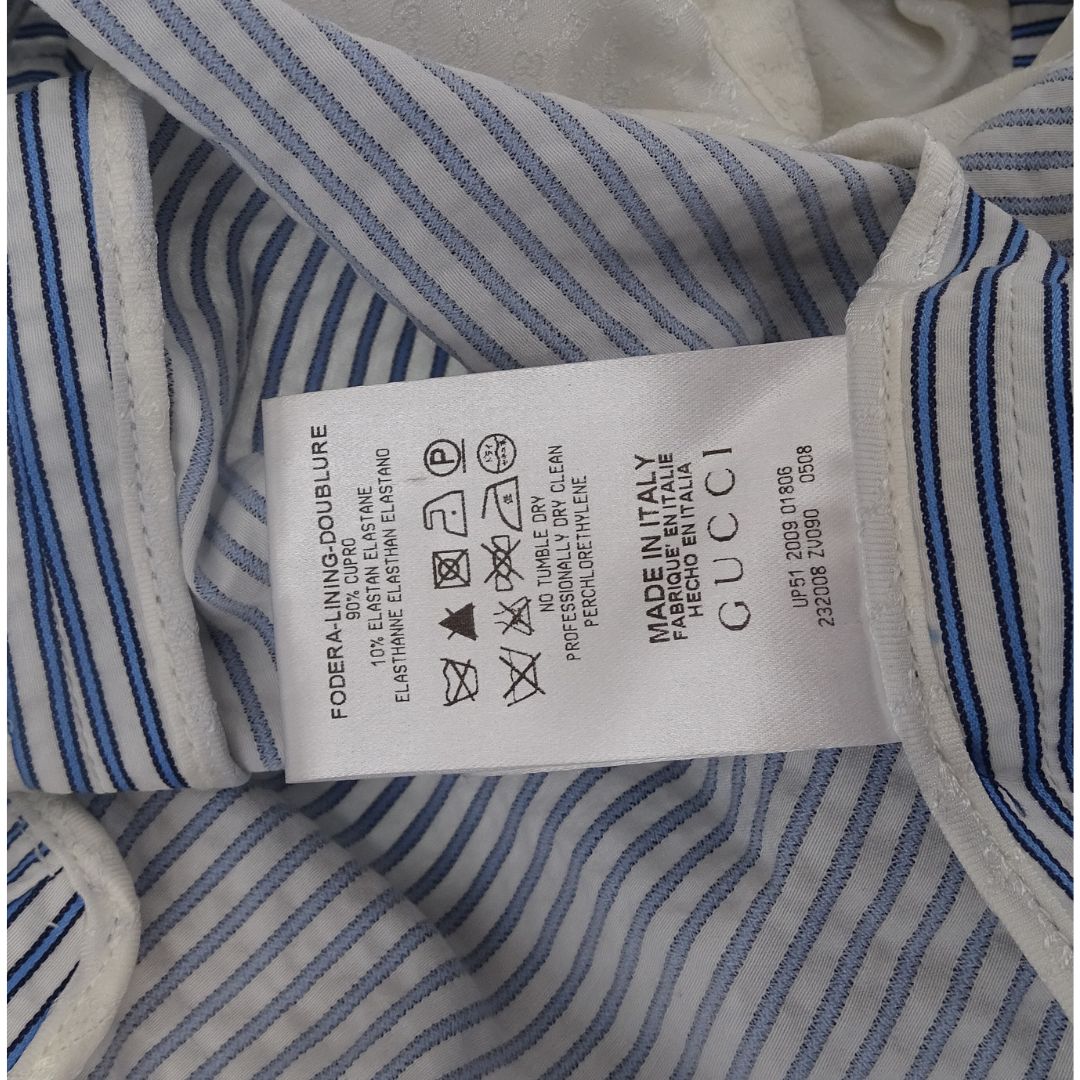 FODERA-LINING-DOUBLURE
90% CUPRO
10% ELASTAN ELASTANE
ELASTHANNE ELASTHAN ELASTANO
P
NO TUMBLE DRY
PROFESSIONALLY DRY CLEAN
PERCHLORETHYLENE
MADE IN ITALY
FABRIQUE' EN ITALIE
HECHO EN ITALIA
GUCCI
UP51 2009 01806
232008 ZV090 0508